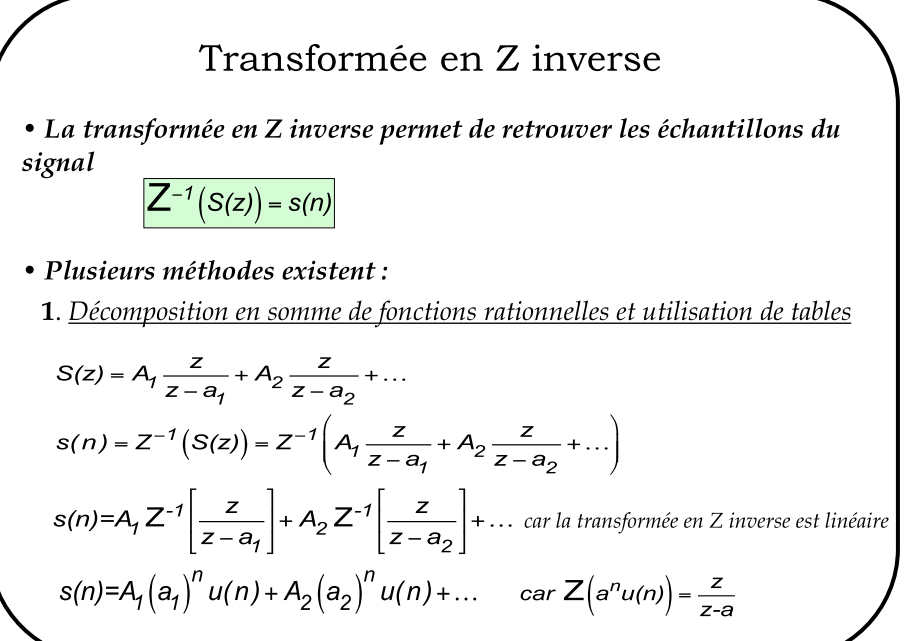 Transformée en Z inverse
• La transformée en Z inverse permet de retrouver les échantillons du
signal
Z⁻¹(S(z)) = s(n)
• Plusieurs méthodes existent :
1. Décomposition en somme de fonctions rationnelles et utilisation de tables
S(z) = A₁ z/(z – a₁) + A₂ z/(z – a₂) + …
s(n) = Z⁻¹(S(z)) = Z⁻¹(A₁ z/(z – a₁) + A₂ z/(z – a₂) + …)
s(n)=A₁ Z⁻¹[z/(z – a₁)] + A₂ Z⁻¹[z/(z – a₂)] + … car la transformée en Z inverse est linéaire
s(n)=A₁(a₁)ⁿ u(n) + A₂(a₂)ⁿ u(n) + … car Z(aⁿu(n)) = z/(z-a)